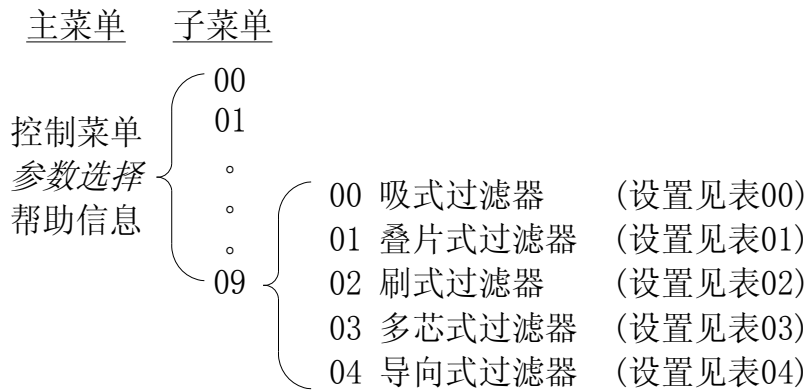 主菜单 子菜单
00
控制菜单 01
参数选择 。
帮助信息 。
。
09
00 吸式过滤器 (设置见表00)
01 叠片式过滤器 (设置见表01)
02 刷式过滤器 (设置见表02)
03 多芯式过滤器 (设置见表03)
04 导向式过滤器 (设置见表04)